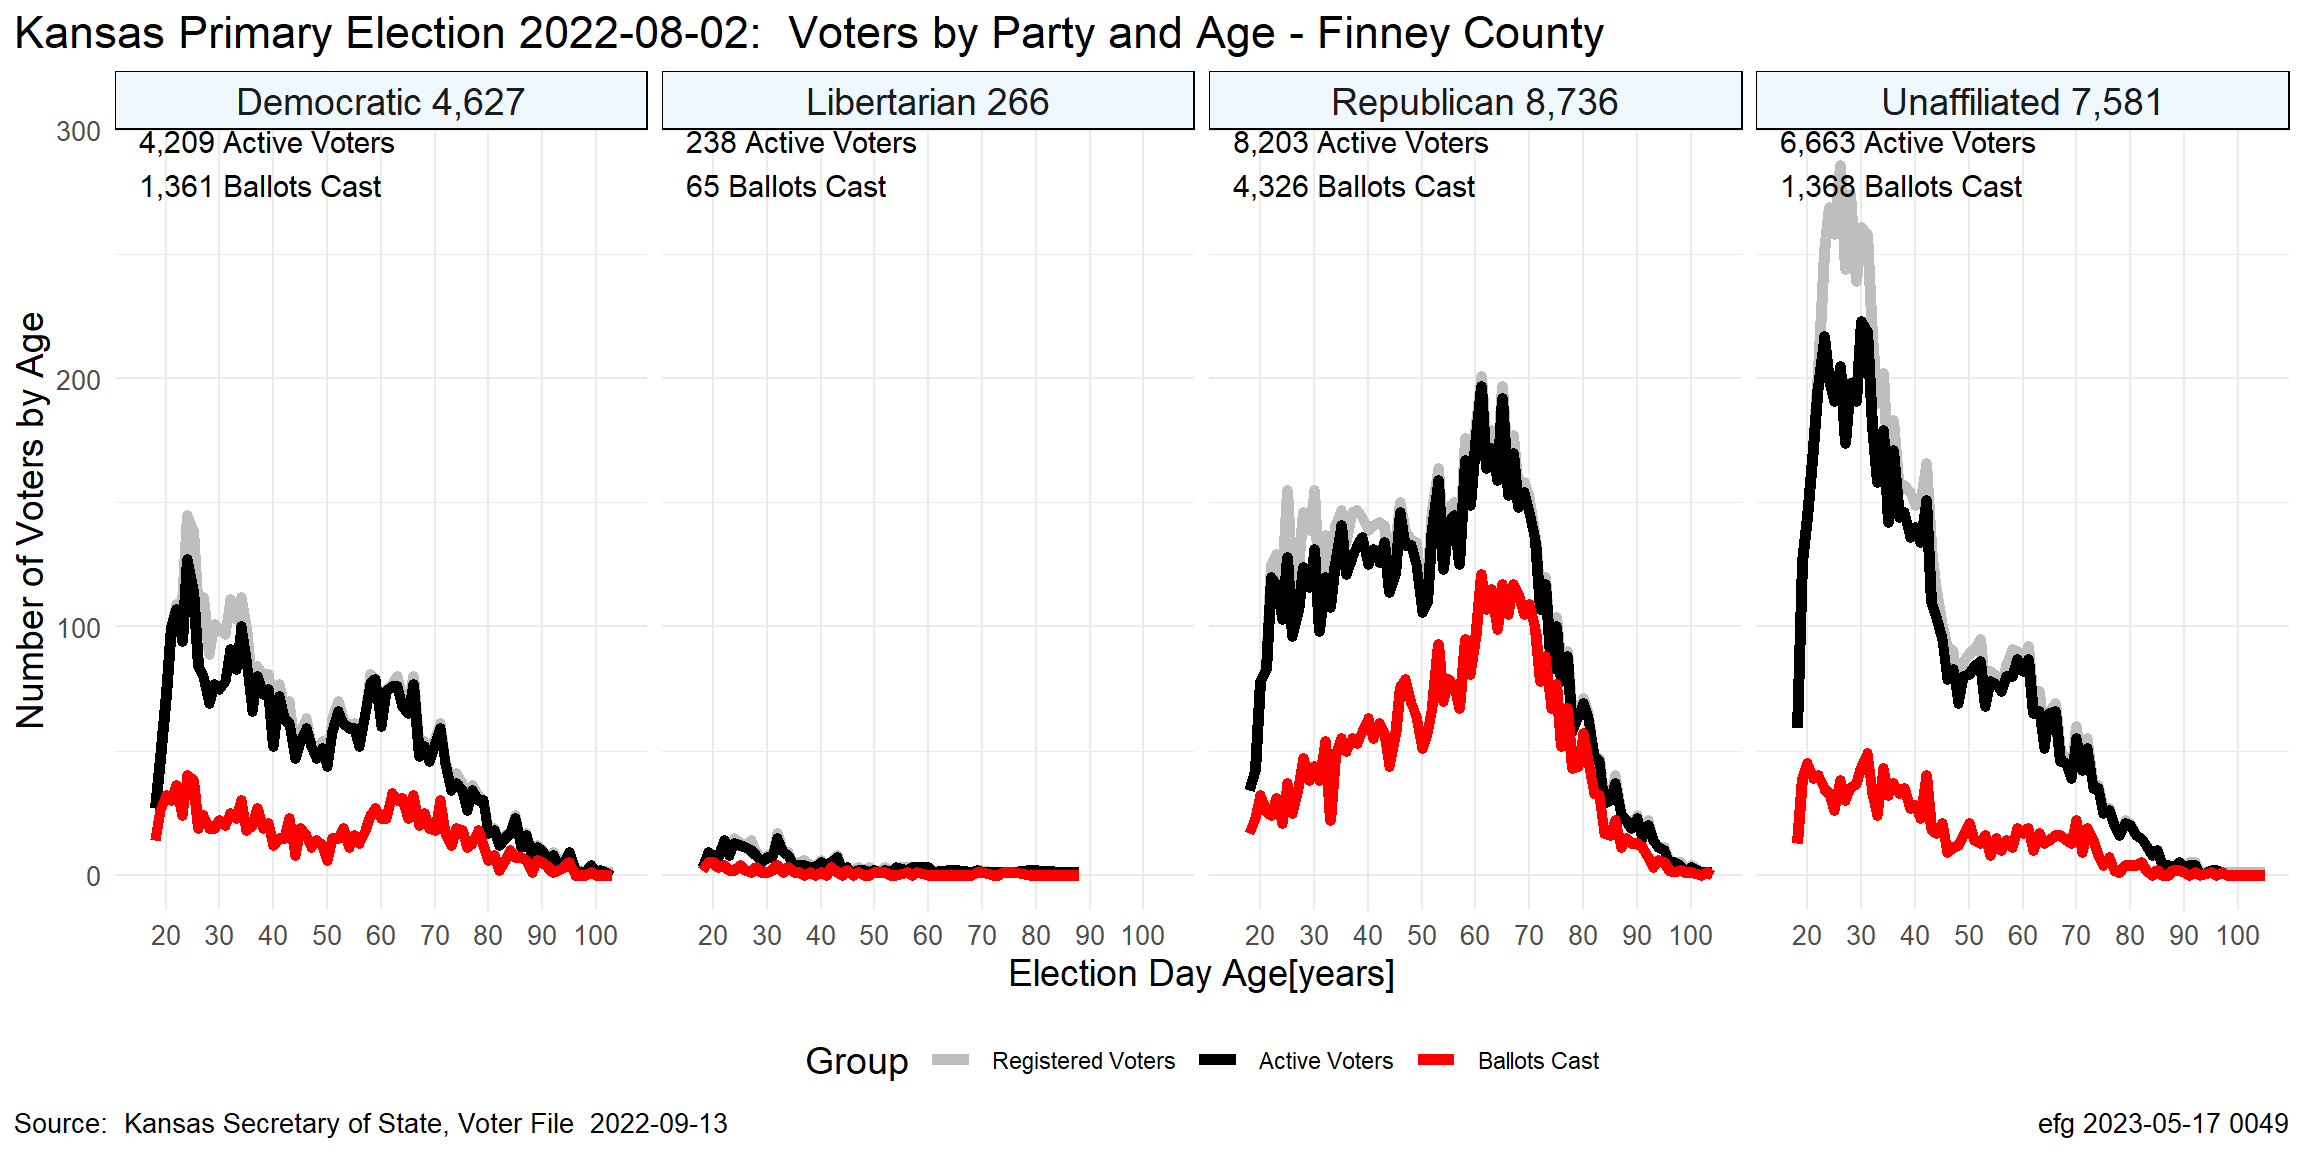 Kansas Primary Election 2022-08-02:  Voters by Party and Age - Finney County
Democratic 4,627
Libertarian 266
Republican 8,736
Unaffiliated 7,581
4,209 Active Voters
1,361 Ballots Cast
238 Active Voters
65 Ballots Cast
8,203 Active Voters
4,326 Ballots Cast
6,663 Active Voters
1,368 Ballots Cast
Number of Voters by Age
300
200
100
0
20 30 40 50 60 70 80 90 100
20 30 40 50 60 70 80 90 100
20 30 40 50 60 70 80 90 100
20 30 40 50 60 70 80 90 100
Election Day Age[years]
Group Registered Voters Active Voters Ballots Cast
Source:  Kansas Secretary of State, Voter File  2022-09-13
efg 2023-05-17 0049